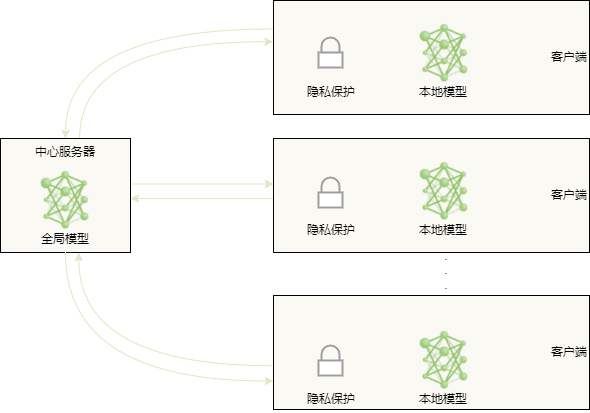 客户端
隐私保护
本地模型
中心服务器
全局模型
客户端
隐私保护
本地模型
客户端
隐私保护
本地模型